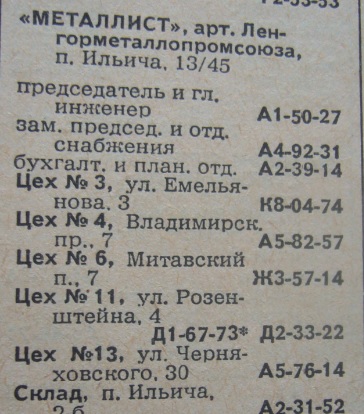 «МЕТАЛЛИСТ», арт. Лен-
горметаллопромсоюза,
п. Ильича, 13/45
председатель и гл.
инженер А1-50-27
зам. председ. и отд.
снабжения А4-92-31
бухгалт. и план. отд. А2-39-14
Цех № 3, ул. Емелья-
нова, 3 К8-04-74
Цех № 4, Владимирск.
пр., 7 А5-82-57
Цех № 6, Митавский
п., 7 Ж3-57-14
Цех № 11, ул. Розен-
штейна, 4
Д1-67-73* Д2-33-22
Цех №13, ул. Черня-
ховского, 30 А5-76-14
Склад, п. Ильича,
2 б А2-31-52